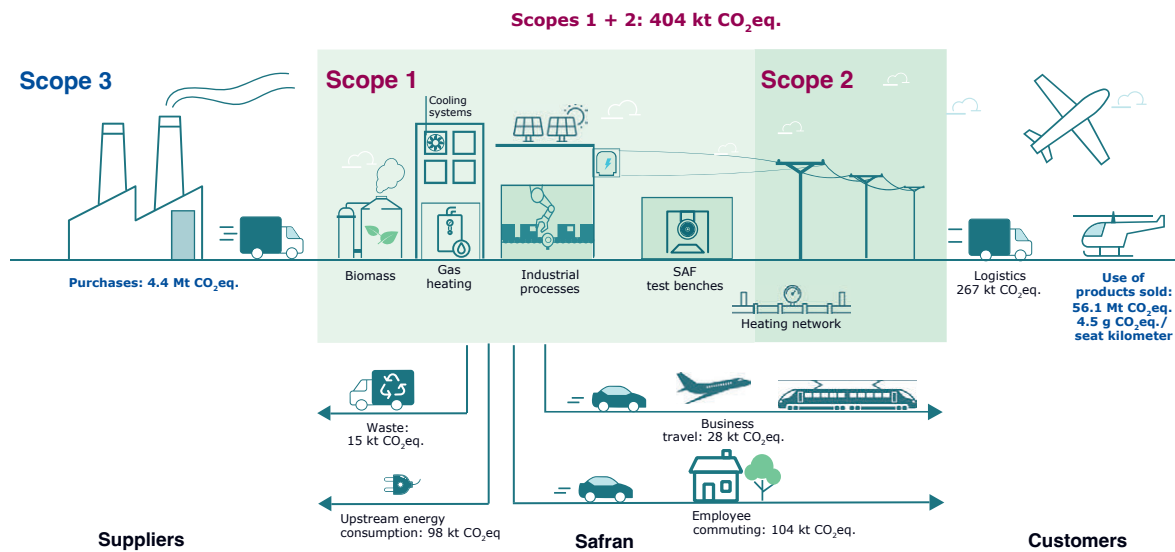 Scopes 1 + 2: 404 kt CO₂eq.
Scope 3
Scope 1
Scope 2
Cooling
systems
Biomass
Gas
heating
Industrial
processes
SAF
test benches
Heating network
Purchases: 4.4 Mt CO₂eq.
Logistics
267 kt CO₂eq.
Use of
products sold:
56.1 Mt CO₂eq.
4.5 g CO₂eq./
seat kilometer
Waste:
15 kt CO₂eq.
Business
travel: 28 kt CO₂eq.
Upstream energy
consumption: 98 kt CO₂eq
Employee
commuting: 104 kt CO₂eq.
Suppliers
Safran
Customers